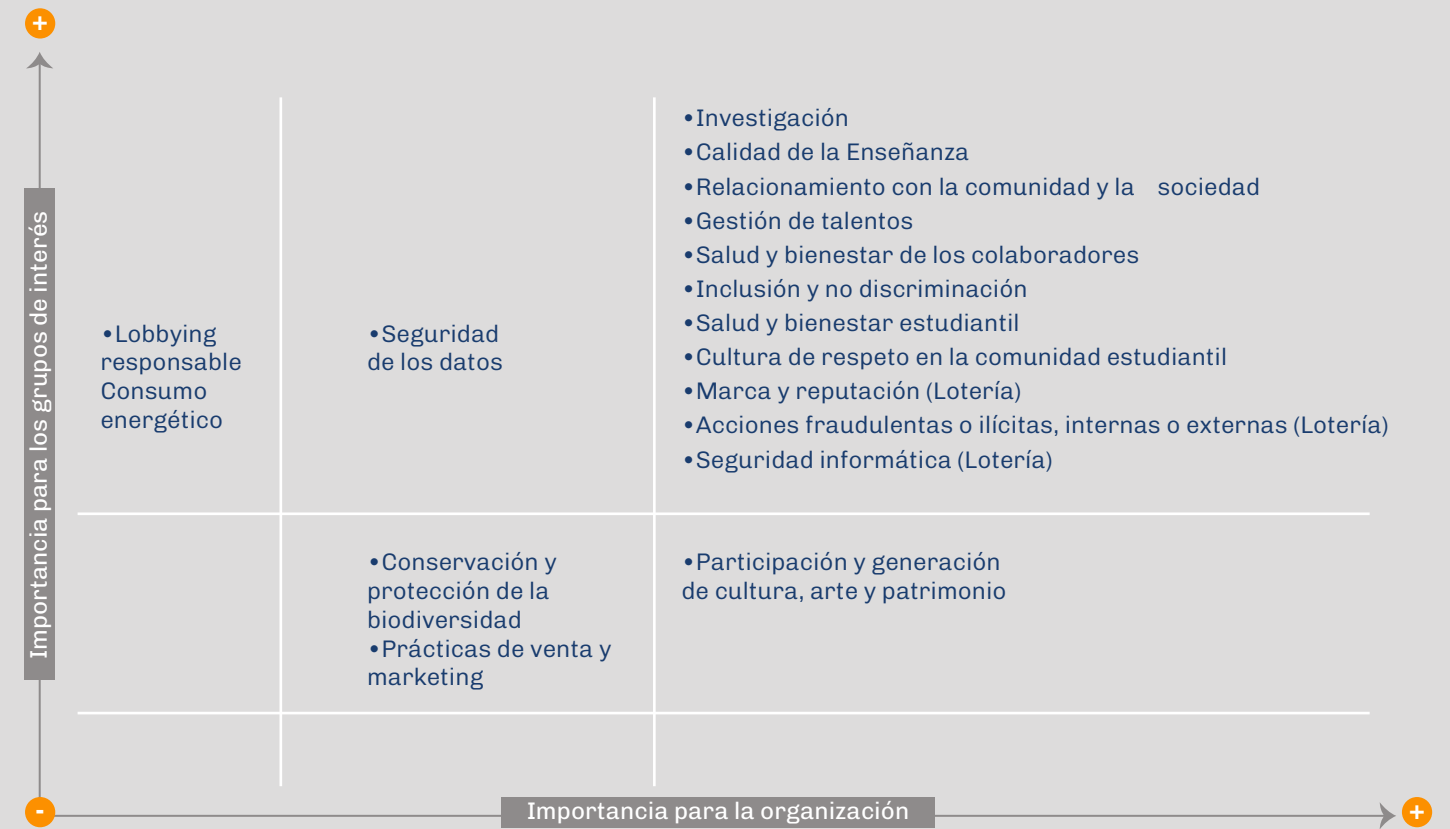 +
Importancia para los grupos de interés
•Lobbying
responsable
Consumo
energético
•Seguridad
de los datos
•Investigación
•Calidad de la Enseñanza
•Relacionamiento con la comunidad y la sociedad
•Gestión de talentos
•Salud y bienestar de los colaboradores
•Inclusión y no discriminación
•Salud y bienestar estudiantil
•Cultura de respeto en la comunidad estudiantil
•Marca y reputación (Lotería)
•Acciones fraudulentas o ilícitas, internas o externas (Lotería)
•Seguridad informática (Lotería)
•Conservación y
protección de la
biodiversidad
•Prácticas de venta y
marketing
•Participación y generación
de cultura, arte y patrimonio
-
Importancia para la organización
+